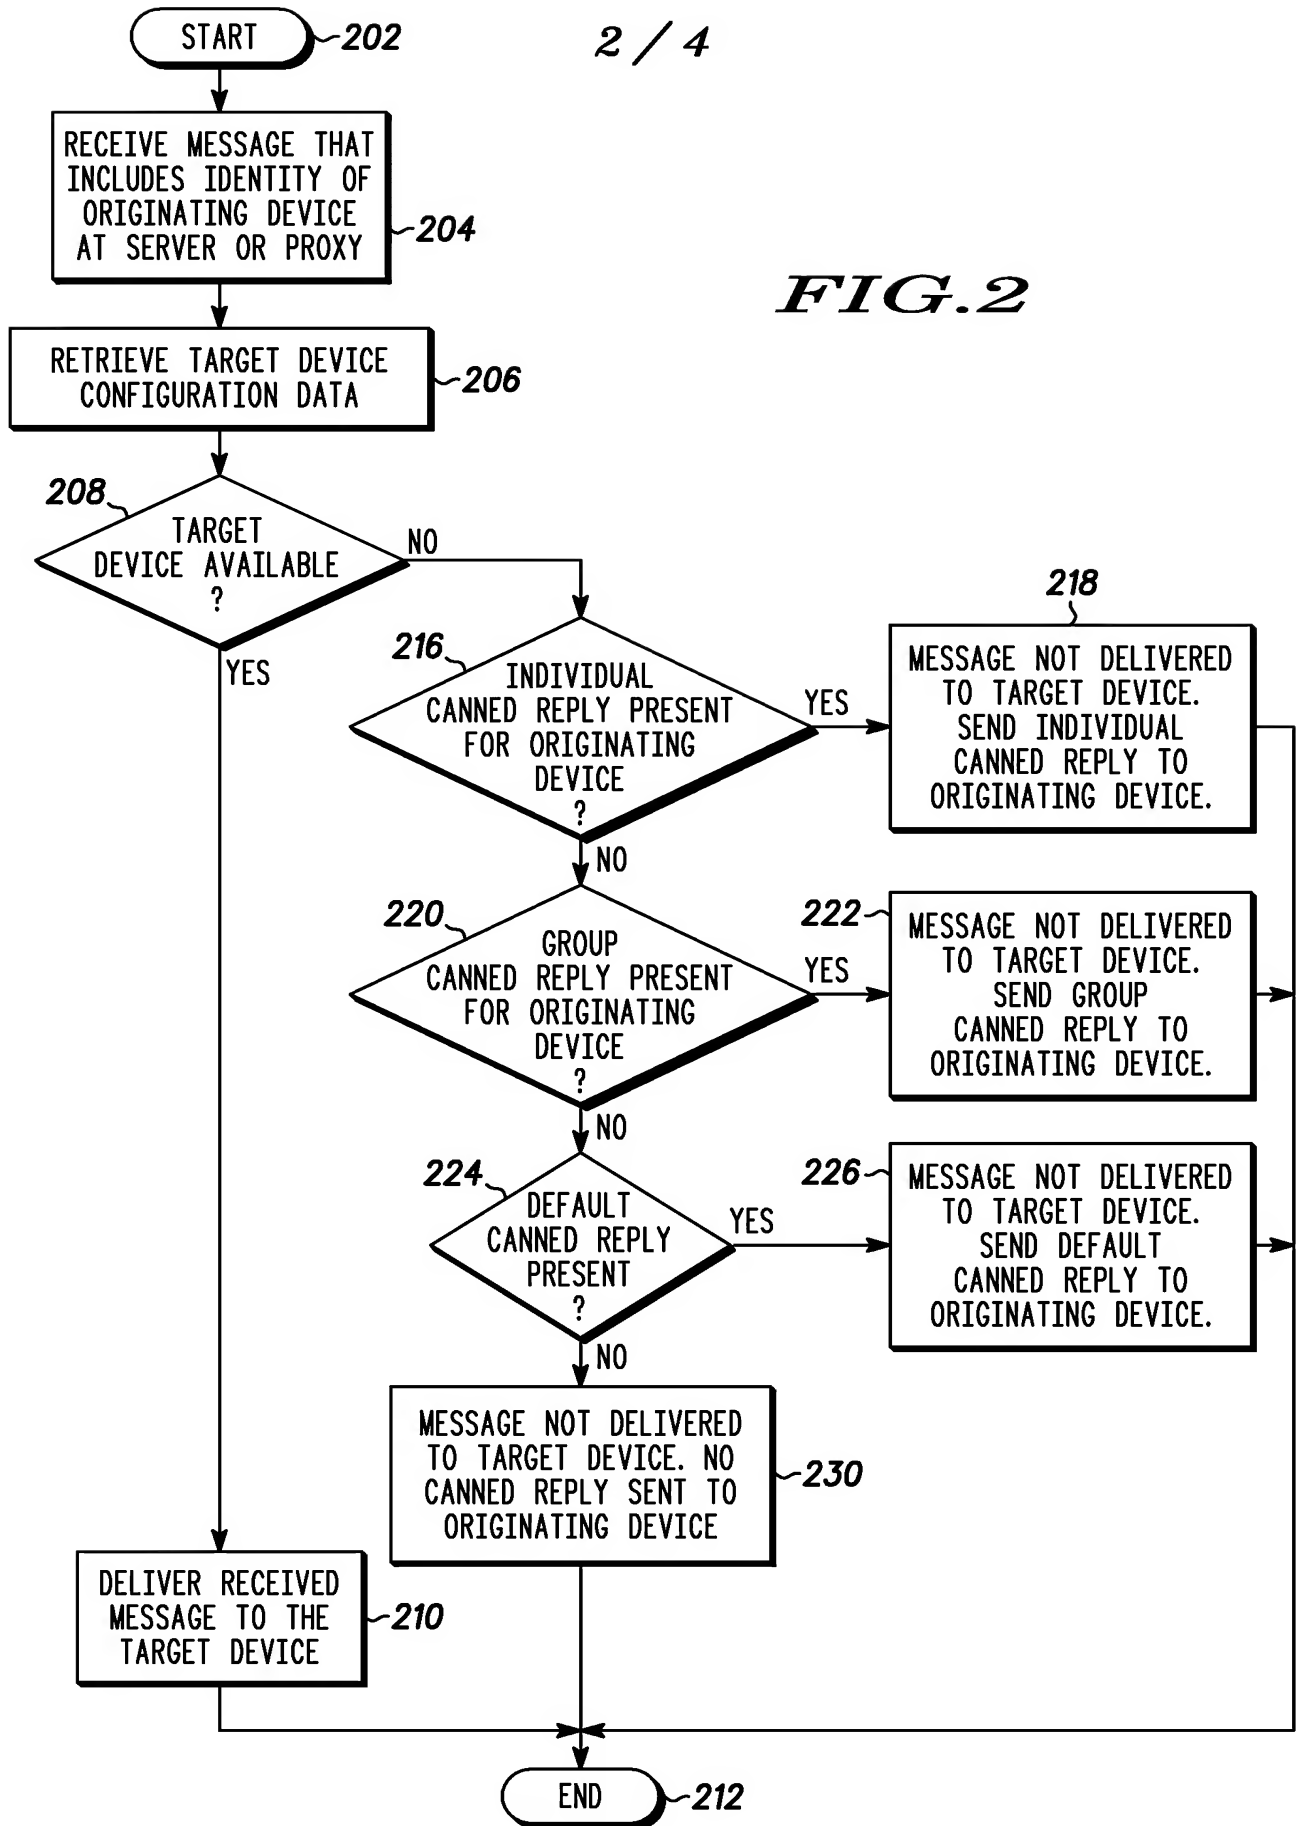 2 / 4
START
202
RECEIVE MESSAGE THAT
INCLUDES IDENTITY OF
ORIGINATING DEVICE
AT SERVER OR PROXY
204
FIG.2
RETRIEVE TARGET DEVICE
CONFIGURATION DATA
206
208
TARGET
DEVICE AVAILABLE
?
NO
YES
216
INDIVIDUAL
CANNED REPLY PRESENT
FOR ORIGINATING
DEVICE
?
YES
NO
218
MESSAGE NOT DELIVERED
TO TARGET DEVICE.
SEND INDIVIDUAL
CANNED REPLY TO
ORIGINATING DEVICE.
220
GROUP
CANNED REPLY PRESENT
FOR ORIGINATING
DEVICE
?
YES
NO
222
MESSAGE NOT DELIVERED
TO TARGET DEVICE.
SEND GROUP
CANNED REPLY TO
ORIGINATING DEVICE.
224
DEFAULT
CANNED REPLY
PRESENT
?
YES
NO
226
MESSAGE NOT DELIVERED
TO TARGET DEVICE.
SEND DEFAULT
CANNED REPLY TO
ORIGINATING DEVICE.
MESSAGE NOT DELIVERED
TO TARGET DEVICE. NO
CANNED REPLY SENT TO
ORIGINATING DEVICE
230
DELIVER RECEIVED
MESSAGE TO THE
TARGET DEVICE
210
END
212